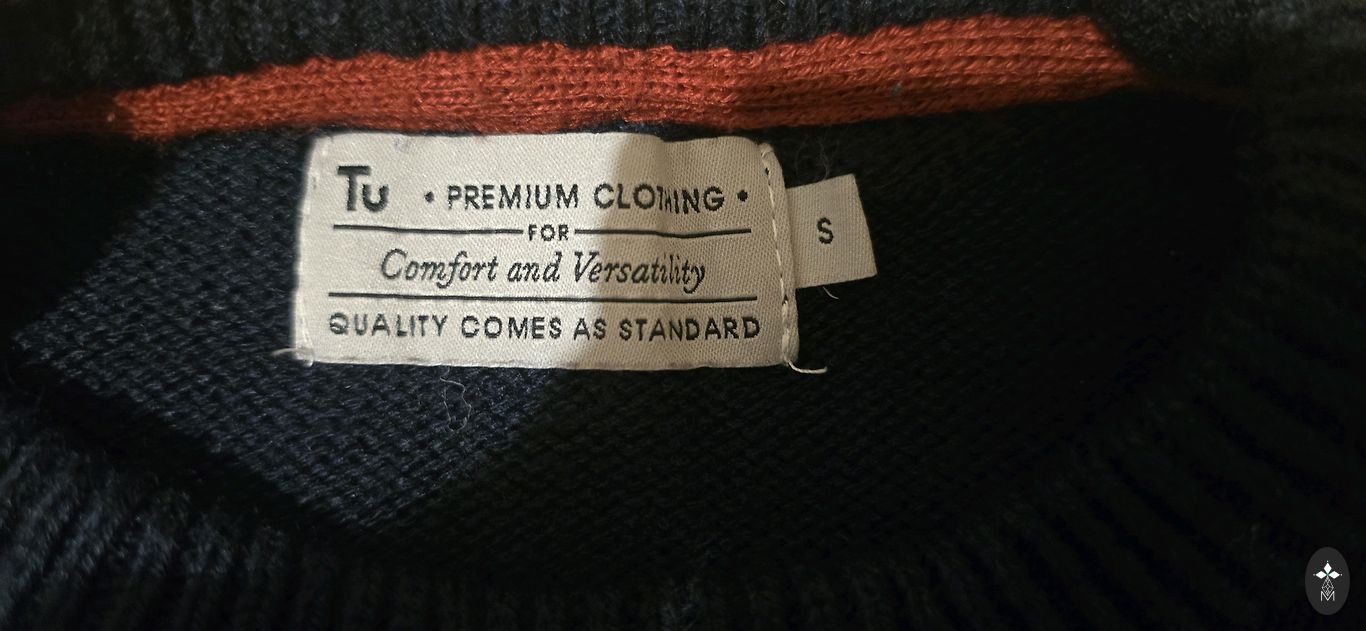 Tu • PREMIUM CLOTHING •
FOR
Comfort and Versatility
QUALITY COMES AS STANDARD
S
M